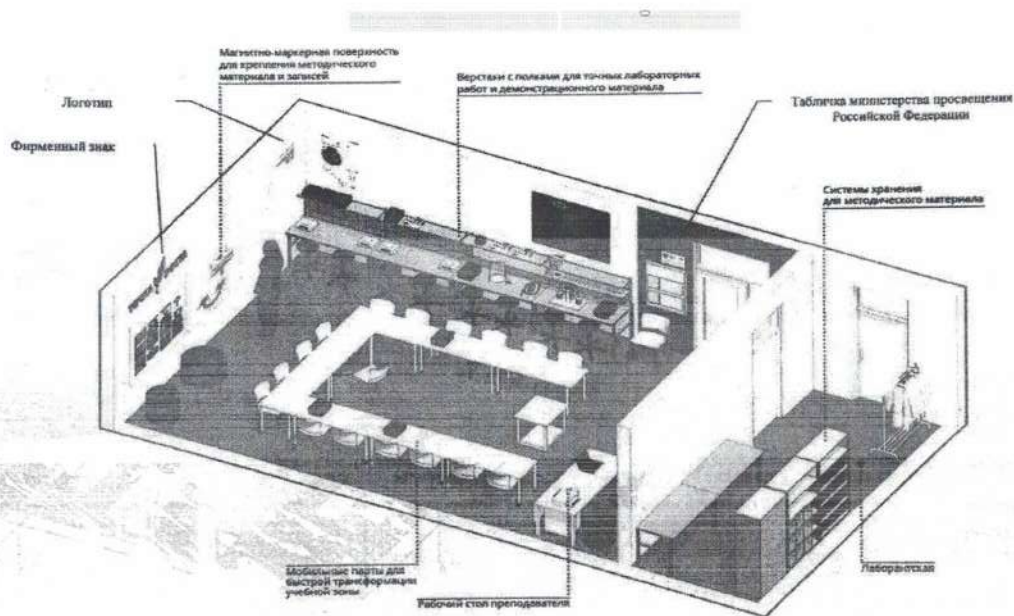 Магнитно-маркерная поверхность
для крепления методического
материала и записей
Верстаки с полками для точных лабораторных
работ и демонстрационного материала
Логотип
Табличка министерства просвещения
Российской Федерации
Фирменный знак
Системы хранения
для методического материала
Мобильные парты для
быстрой трансформации
учебной зоны
Рабочий стол преподавателя
Лаборантская